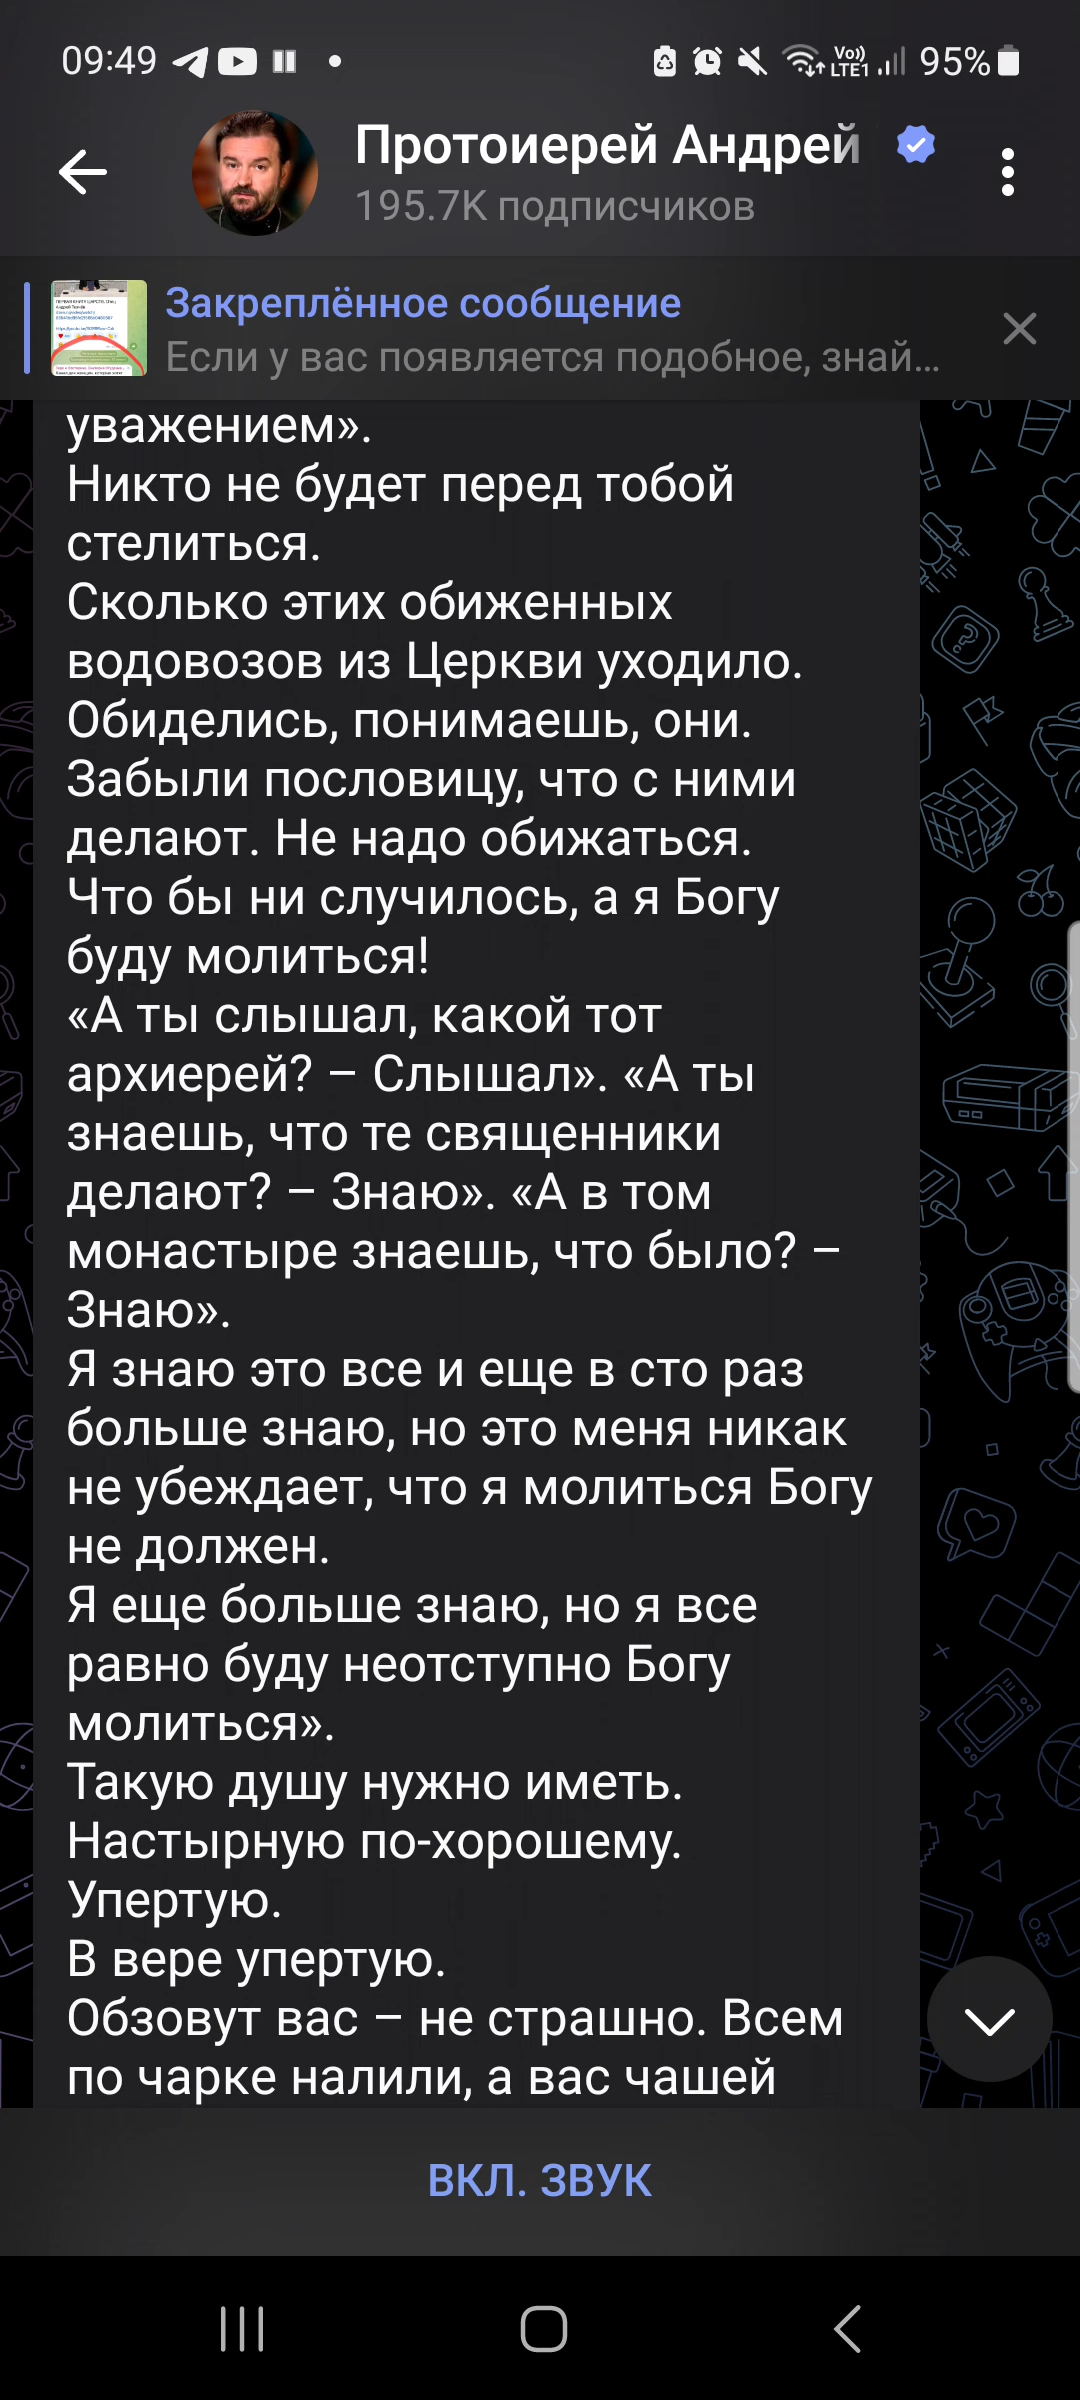 09:49
Vo))
LTE1
95%
Протоиерей Андрей
195.7K подписчиков
Закреплённое сообщение
Если у вас появляется подобное, знай...
уважением».
Никто не будет перед тобой
стелиться.
Сколько этих обиженных
водовозов из Церкви уходило.
Обиделись, понимаешь, они.
Забыли пословицу, что с ними
делают. Не надо обижаться.
Что бы ни случилось, а я Богу
буду молиться!
«А ты слышал, какой тот
архиерей? – Слышал». «А ты
знаешь, что те священники
делают? – Знаю». «А в том
монастыре знаешь, что было? –
Знаю».
Я знаю это все и еще в сто раз
больше знаю, но это меня никак
не убеждает, что я молиться Богу
не должен.
Я еще больше знаю, но я все
равно буду неотступно Богу
молиться».
Такую душу нужно иметь.
Настырную по-хорошему.
Упертую.
В вере упертую.
Обзовут вас – не страшно. Всем
по чарке налили, а вас чашей
ВКЛ. ЗВУК